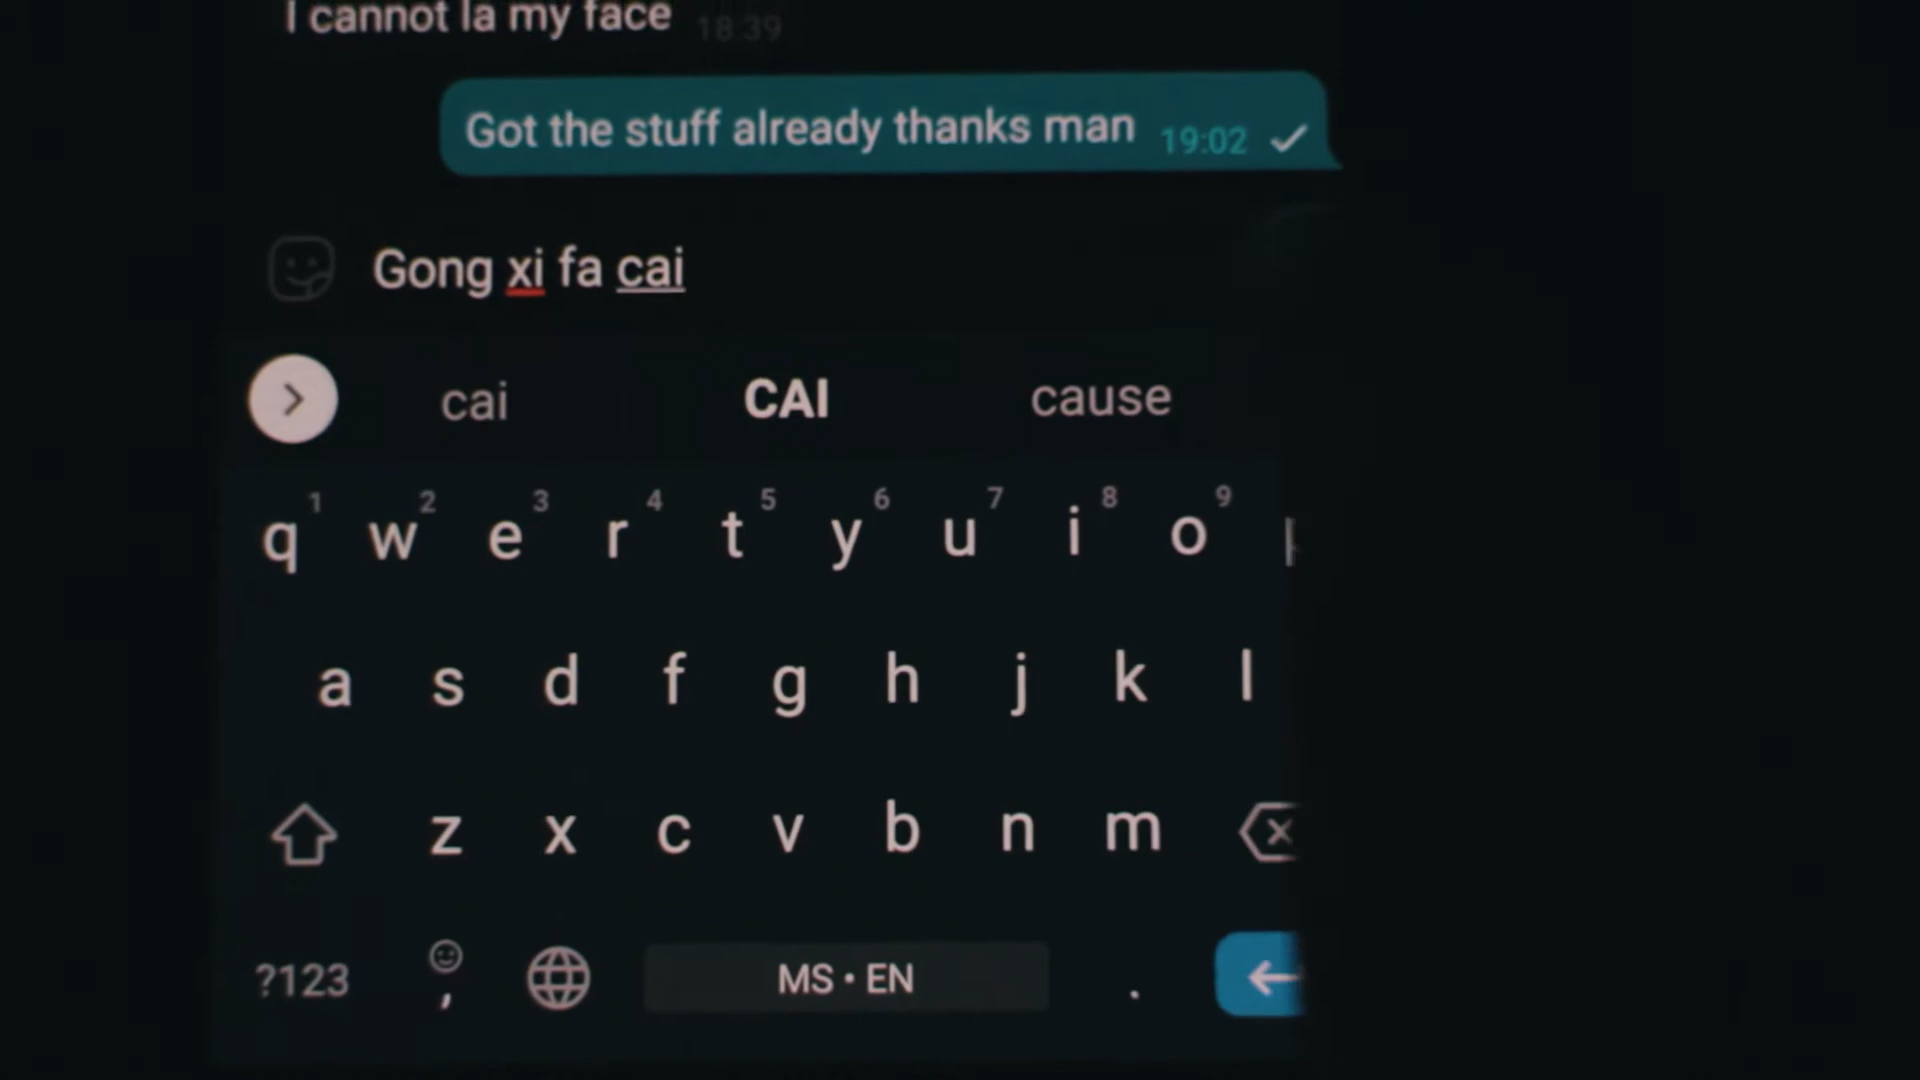 I cannot la my face 18:39
Got the stuff already thanks man 19:02
Gong xi fa cai
cai CAI cause
1 2 3 4 5 6 7 8 9
q w e r t y u i o p
a s d f g h j k l
z x c v b n m
?123 , MS • EN .